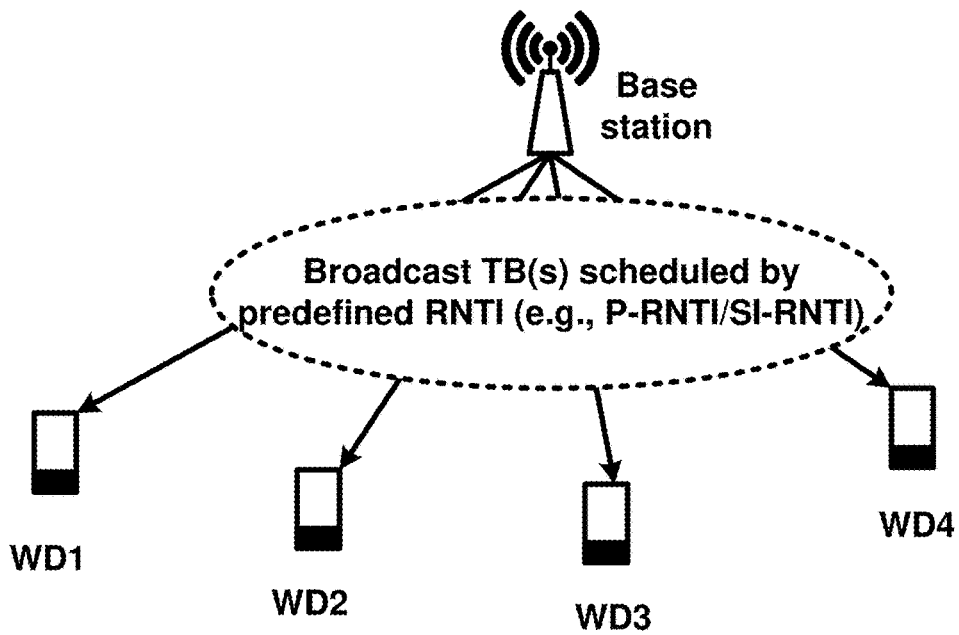 Base
station
Broadcast TB(s) scheduled by
predefined RNTI (e.g., P-RNTI/SI-RNTI)
WD1
WD2
WD3
WD4